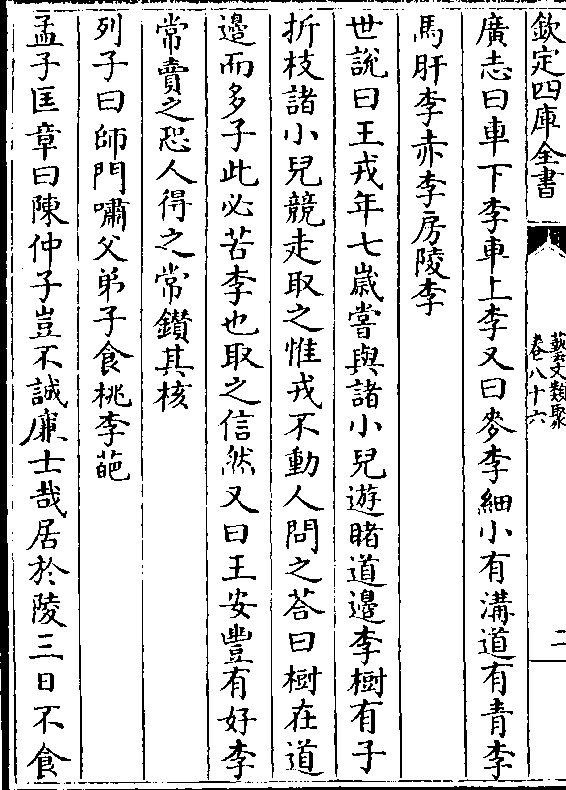 欽定四庫全書
藝文類聚
卷八十六
二
廣志曰車下李車上李又曰麥李細小有溝道有青李
馬肝李赤李房陵李
世說曰王戎年七嵗嘗與諸小兒遊睹道邊李樹有子
折枝諸小兒競走取之惟戎不動人問之荅曰樹在道
邊而多子此必苦李也取之信然又曰王安豐有好李
常賣之恐人得之常鑚其核
列子曰師門嘯父弟子食桃李葩
孟子匡章曰陳仲子豈不誠廉士哉居於陵三日不食